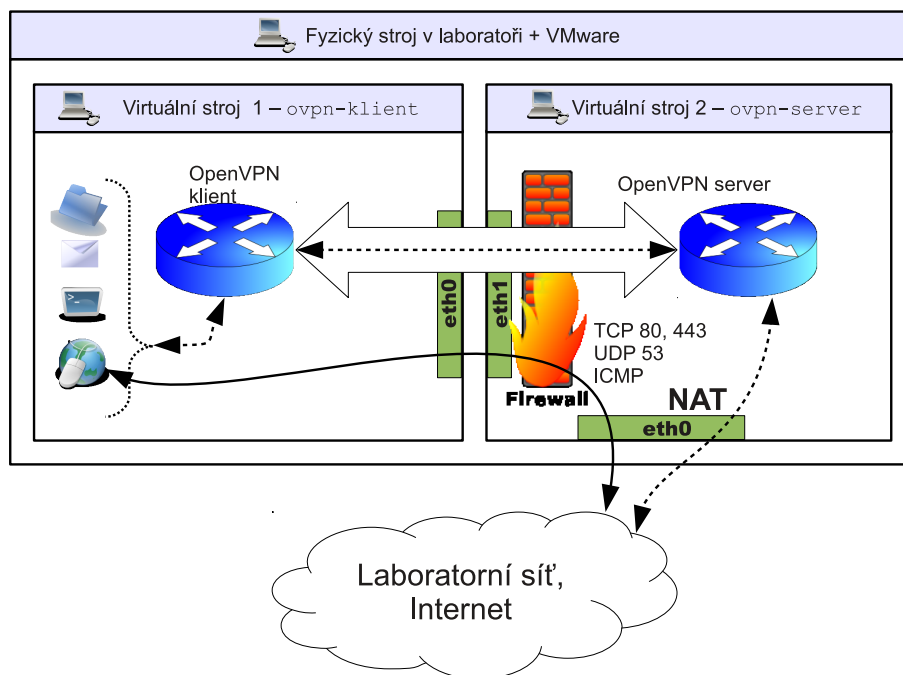 Fyzický stroj v laboratoři + VMware
Virtuální stroj 1 – ovpn-klient
Virtuální stroj 2 – ovpn-server
OpenVPN
klient
OpenVPN server
>_
eth0
eth1
TCP 80, 443
UDP 53
ICMP
Firewall
NAT
eth0
Laboratorní síť,
Internet